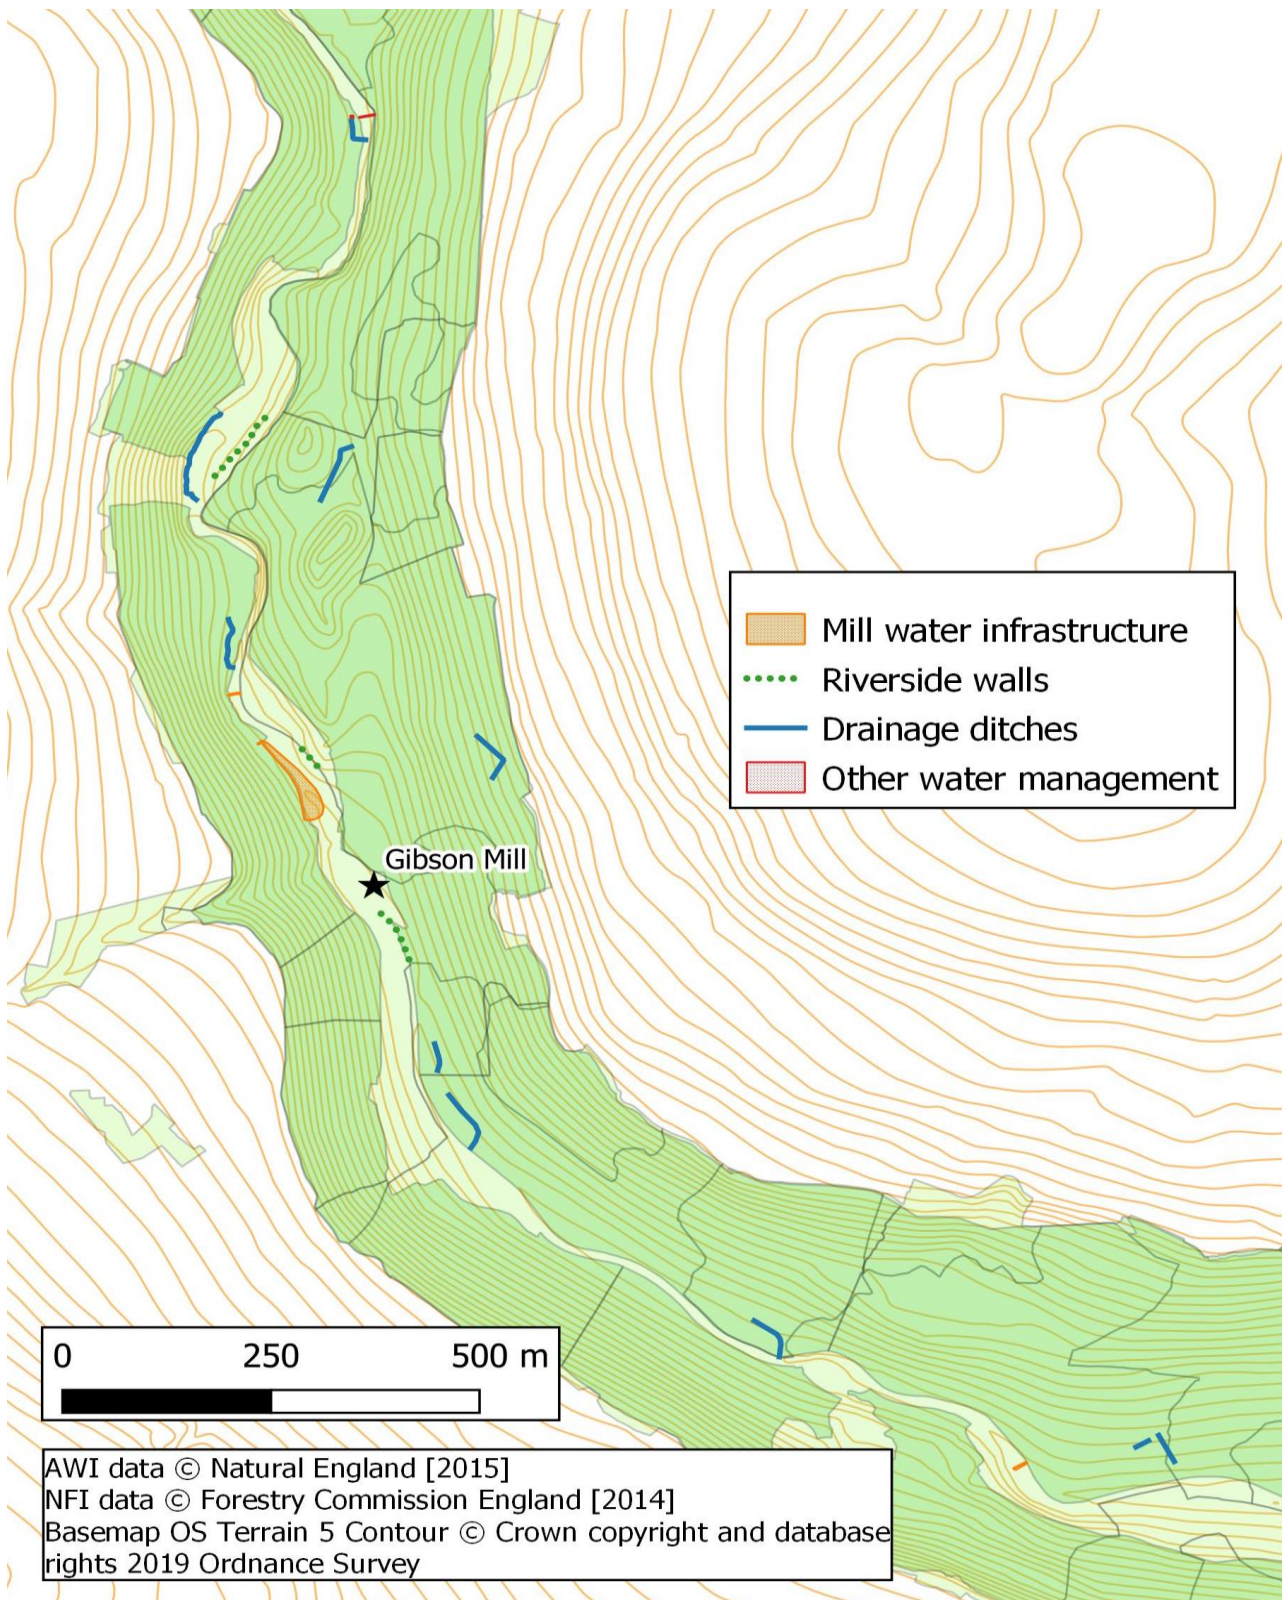 Mill water infrastructure
Riverside walls
Drainage ditches
Other water management
Gibson Mill
0 250 500 m
AWI data © Natural England [2015]
NFI data © Forestry Commission England [2014]
Basemap OS Terrain 5 Contour © Crown copyright and database
rights 2019 Ordnance Survey